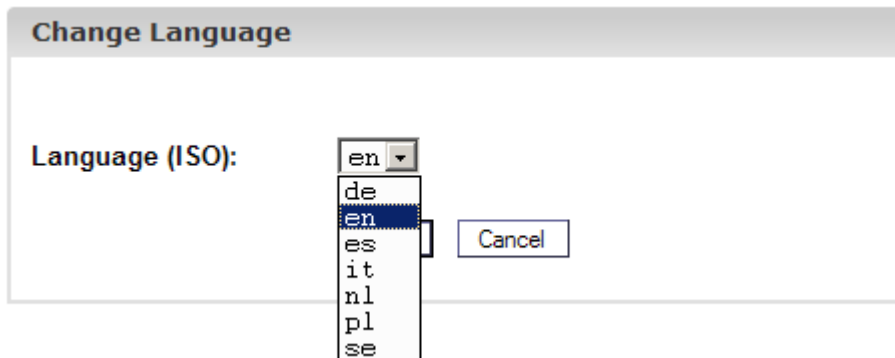 Change Language
Language (ISO):
en
de
en
es
Cancel
it
nl
pl
se